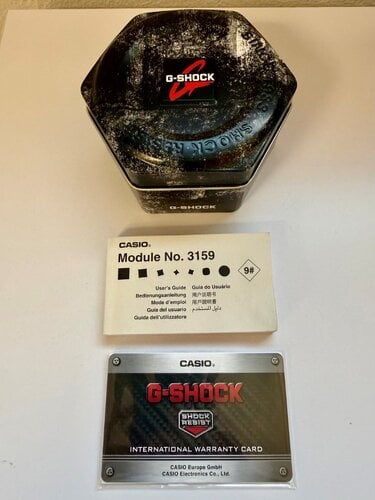 G-SHOCK
SHOCK RES
G-SHOCK
CASIO®
Module No. 3159
9#
User's Guide Guia do Usuário
Bedienungsanleitung 用户说明书
Mode d'emploi 用戶說明書
Guía del usuario دليل المستخدم
Guida dell'utilizzatore
CASIO®
G-SHOCK
SHOCK
RESIST
INTERNATIONAL WARRANTY CARD
CASIO Europe GmbH
CASIO Electronics Co., Ltd.